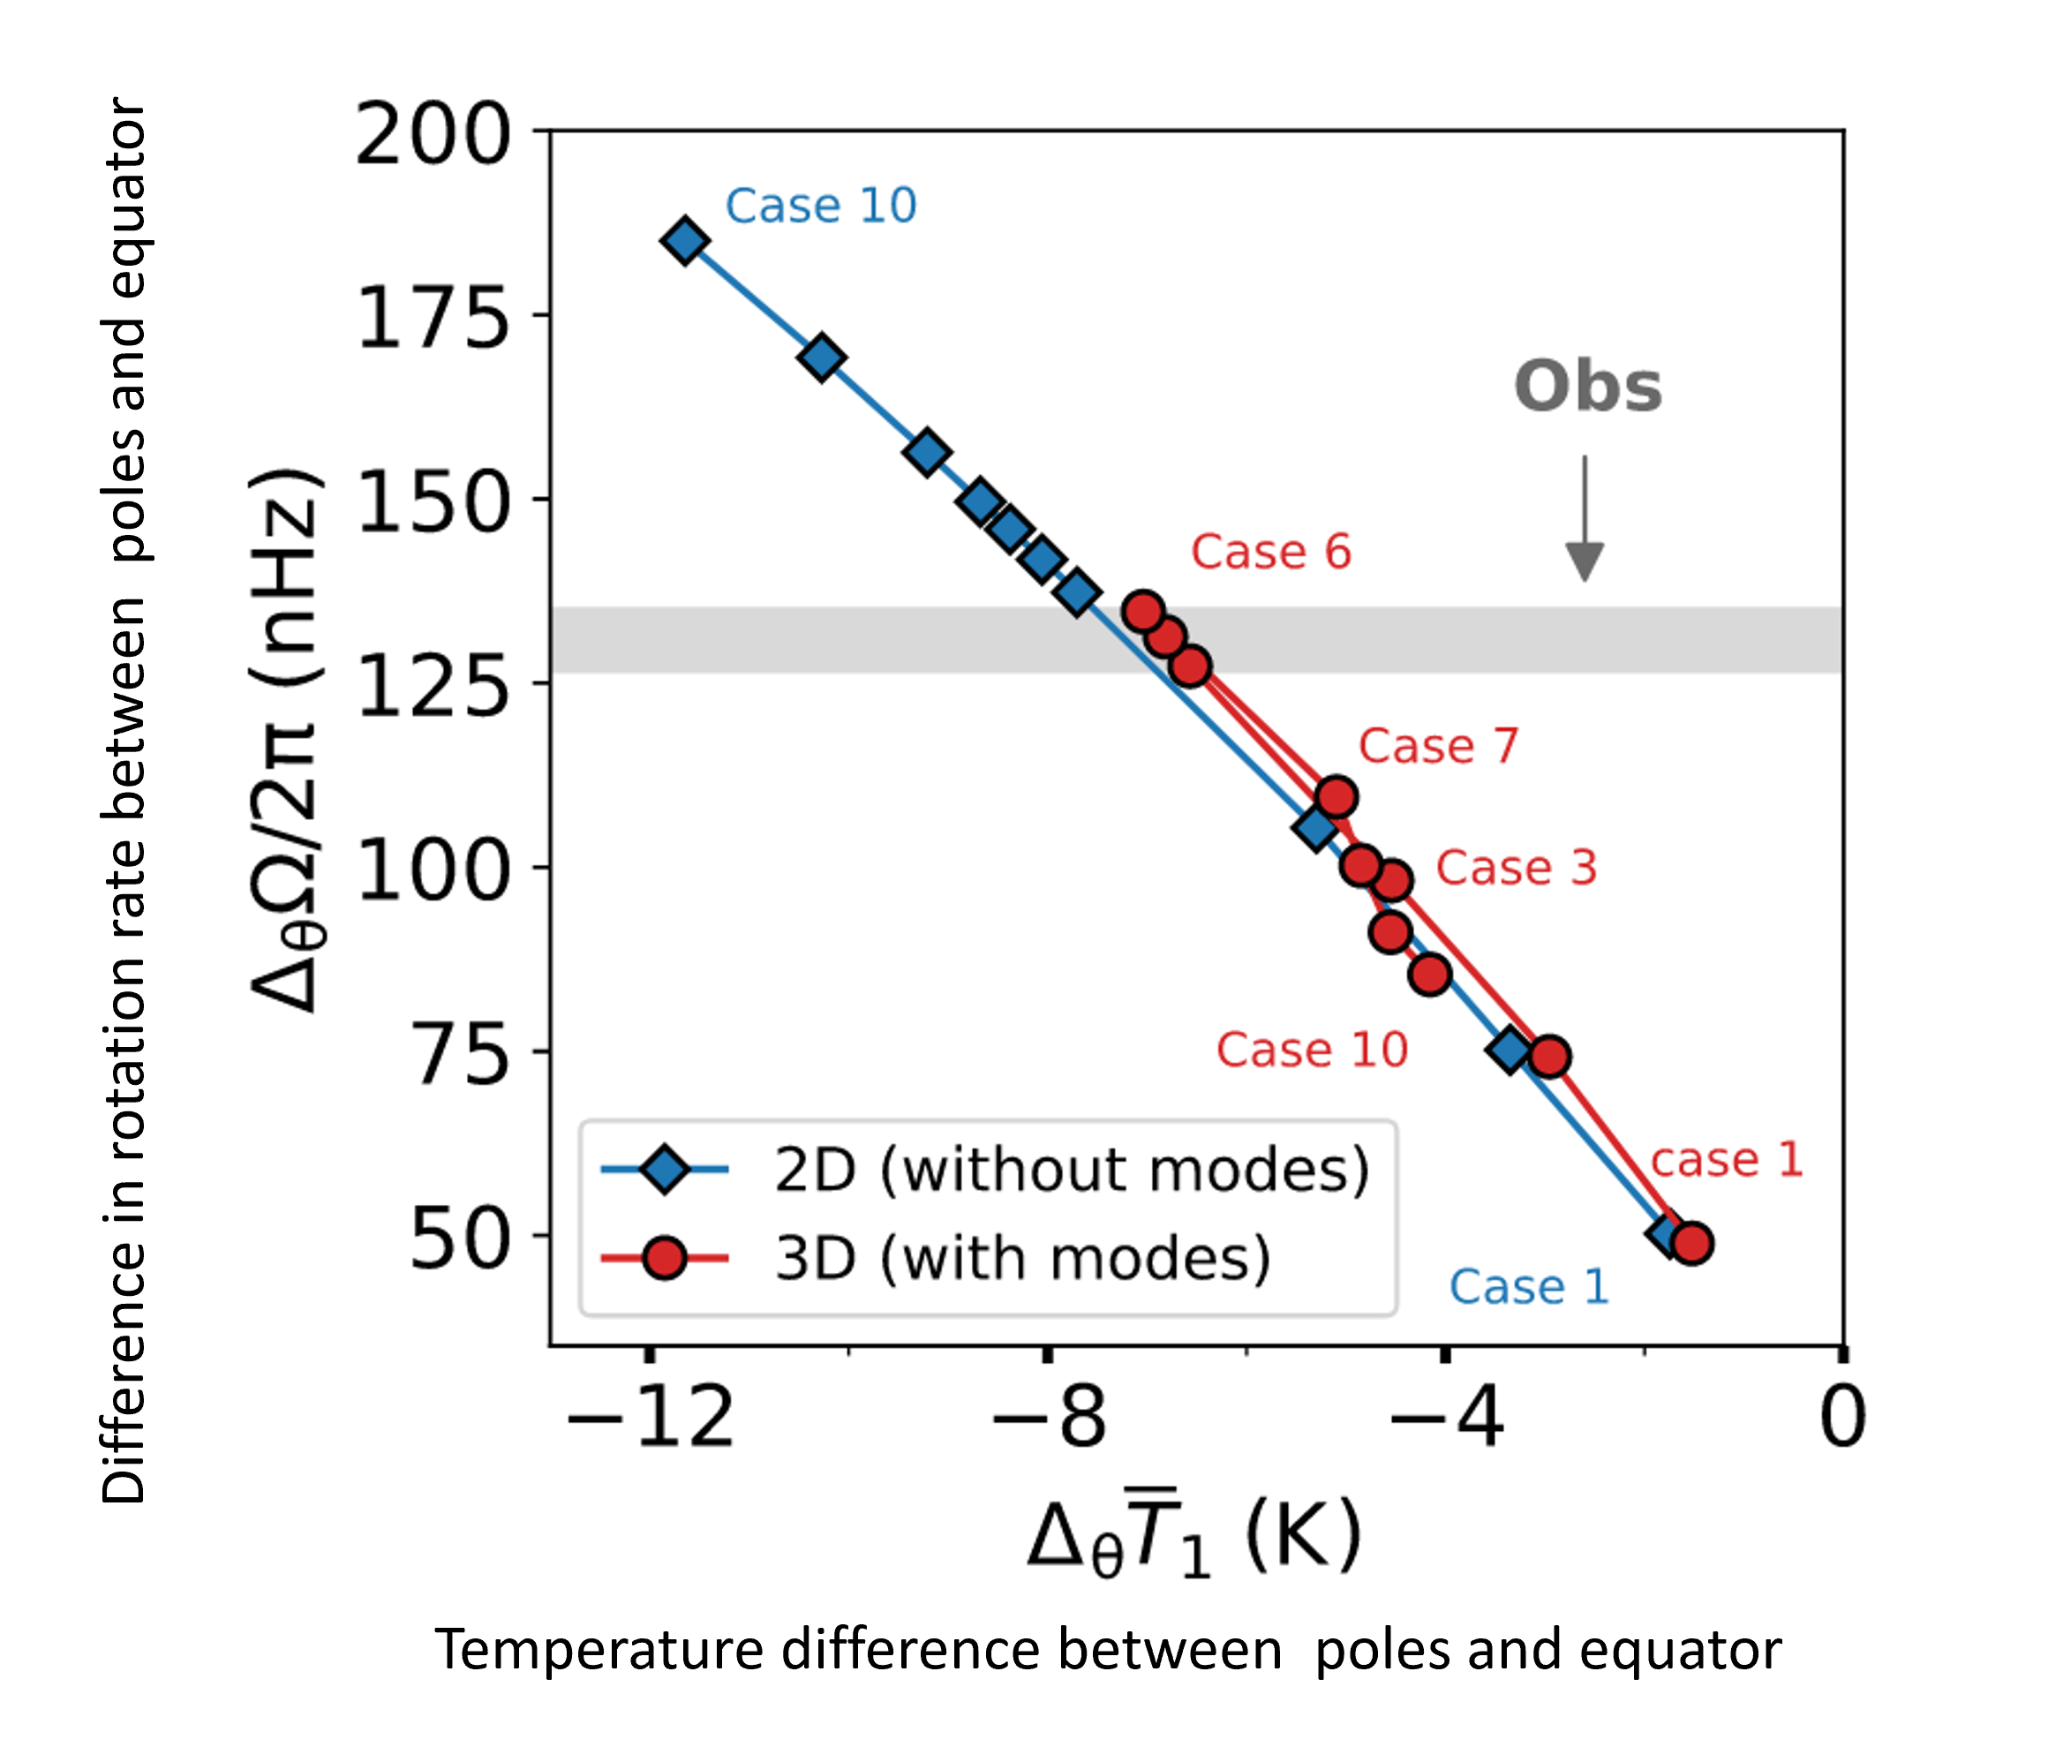 Difference in rotation rate between poles and equator
ΔθΩ/2π (nHz)
200
175
150
125
100
75
50
Case 10
Obs
Case 6
Case 7
Case 3
Case 10
case 1
Case 1
2D (without modes)
3D (with modes)
−12 −8 −4 0
Δθ T̅₁ (K)
Temperature difference between poles and equator